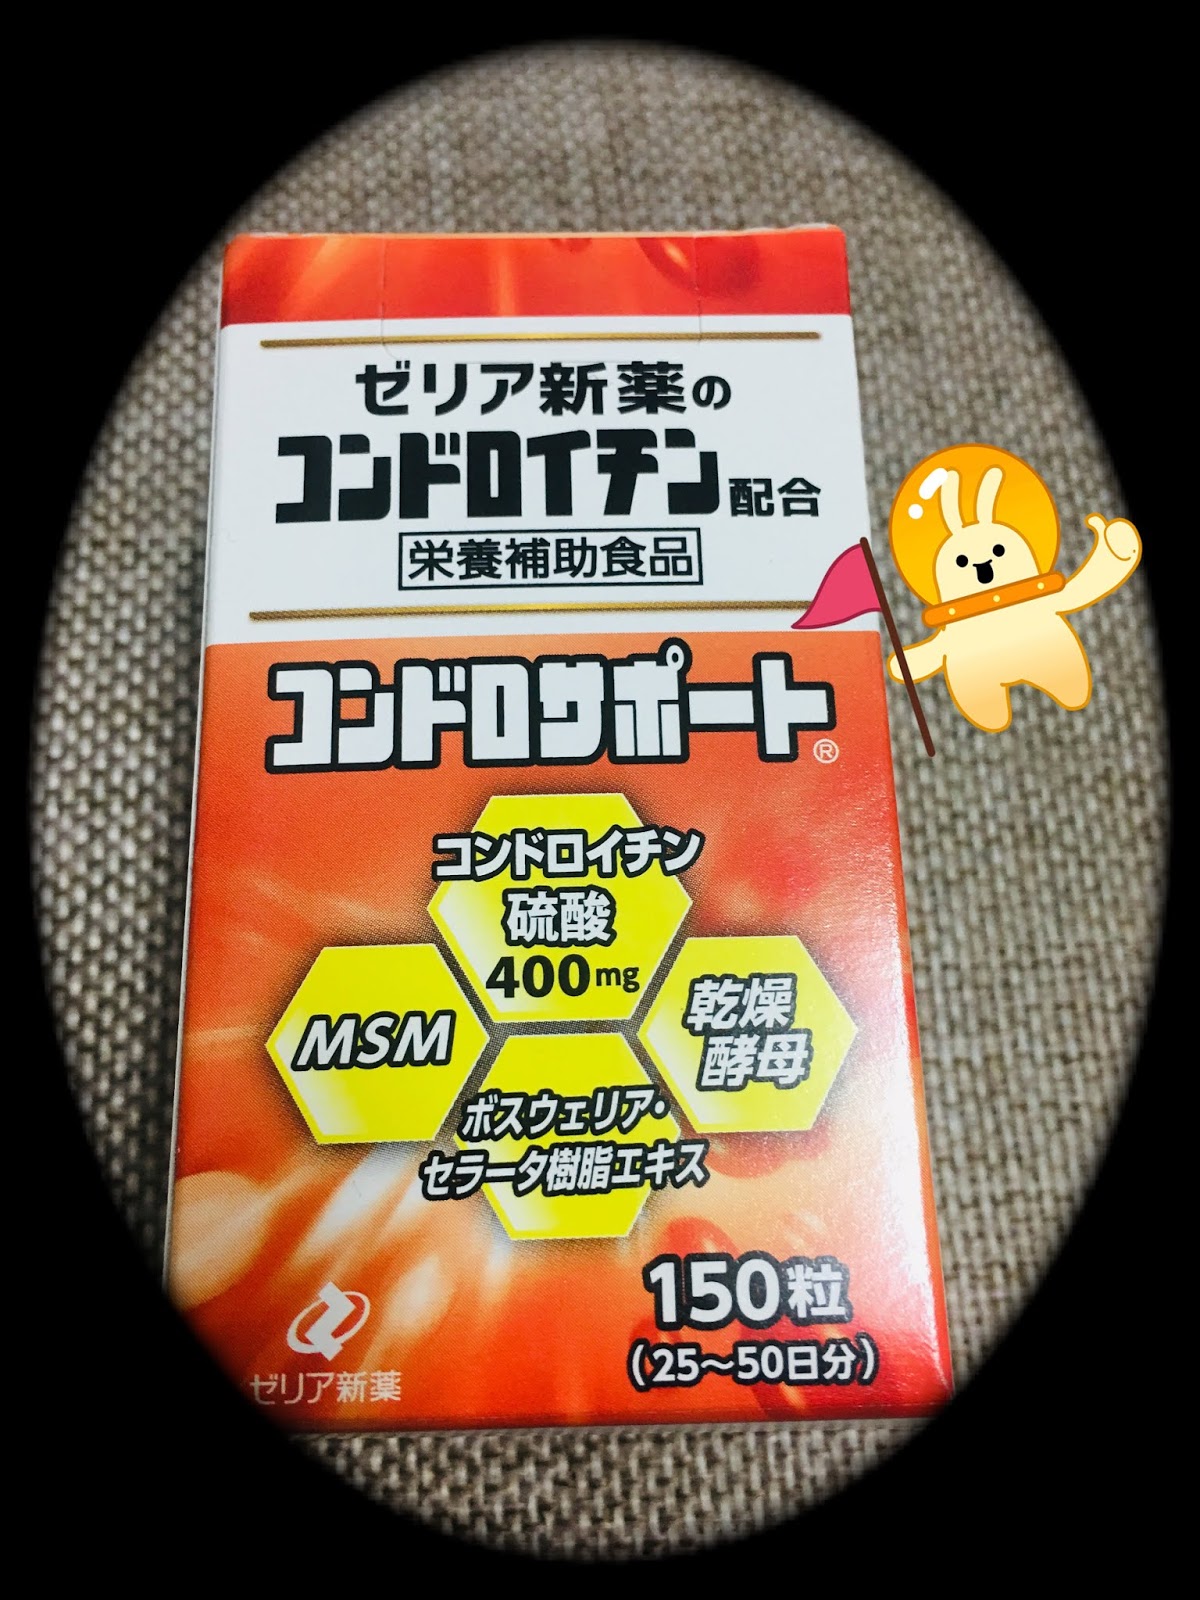 ゼリア新薬の
コンドロイチン配合
栄養補助食品
コンドロサポート®
コンドロイチン
硫酸
400mg
MSM
乾燥
酵母
ボスウェリア・
セラータ樹脂エキス
150粒
(25〜50日分)
ゼリア新薬